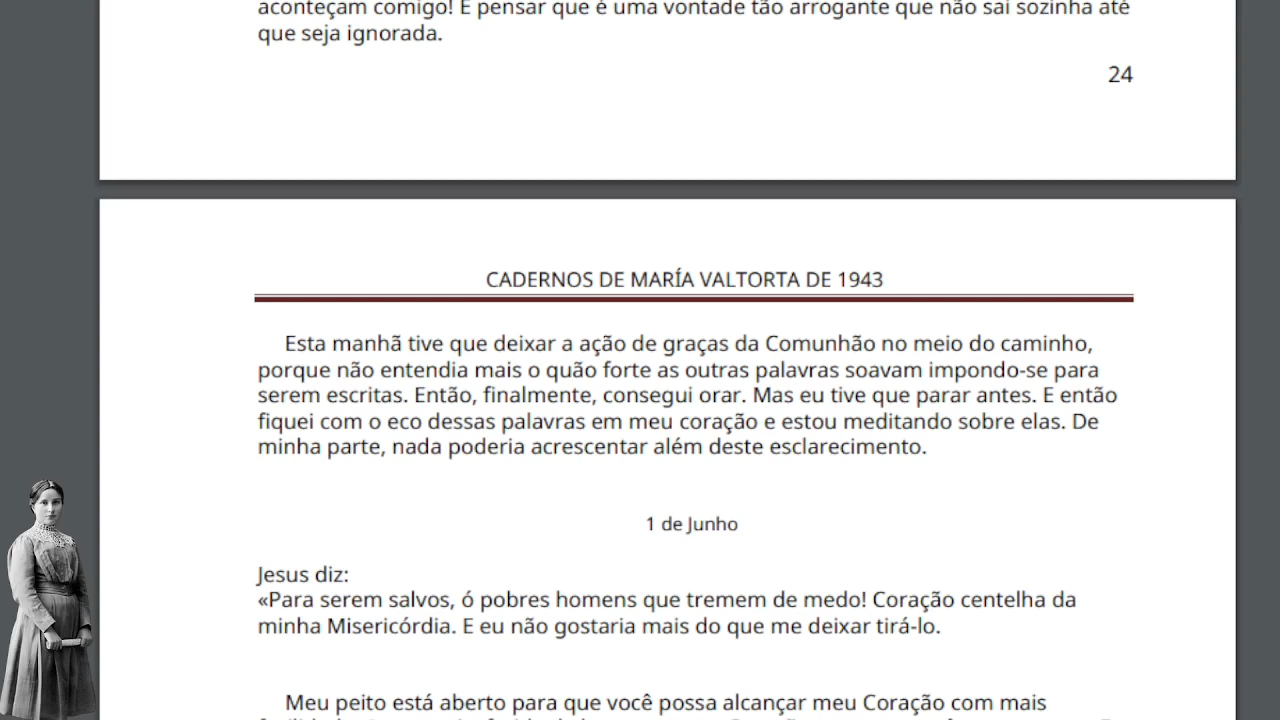 aconteçam comigo! E pensar que é uma vontade tão arrogante que não sai sozinha até
que seja ignorada.
24
CADERNOS DE MARÍA VALTORTA DE 1943
Esta manhã tive que deixar a ação de graças da Comunhão no meio do caminho,
porque não entendia mais o quão forte as outras palavras soavam impondo-se para
serem escritas. Então, finalmente, consegui orar. Mas eu tive que parar antes. E então
fiquei com o eco dessas palavras em meu coração e estou meditando sobre elas. De
minha parte, nada poderia acrescentar além deste esclarecimento.
1 de Junho
Jesus diz:
«Para serem salvos, ó pobres homens que tremem de medo! Coração centelha da
minha Misericórdia. E eu não gostaria mais do que me deixar tirá-lo.
Meu peito está aberto para que você possa alcançar meu Coração com mais